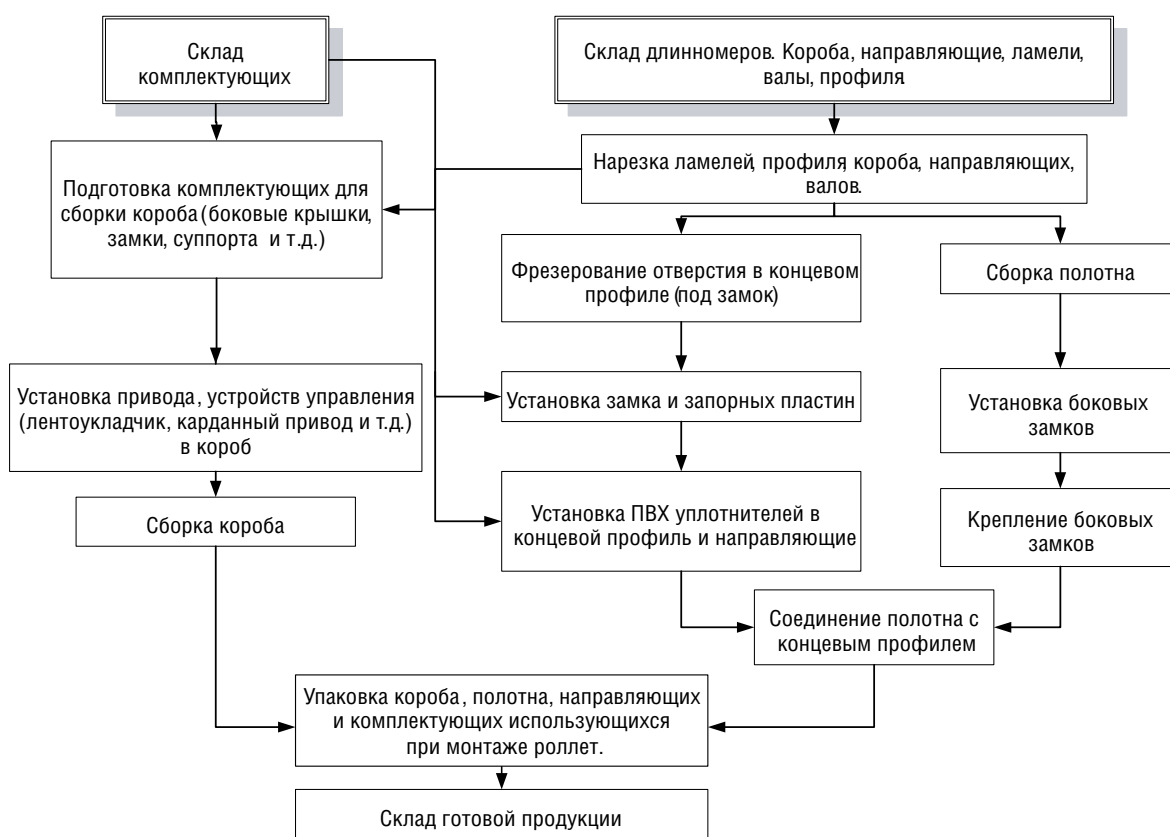 Склад
комплектующих
Склад длинномеров. Короба, направляющие, ламели,
валы, профиля
Нарезка ламелей, профиля, короба, направляющих,
валов.
Подготовка комплектующих для
сборки короба (боковые крышки,
замки, суппорта и т.д.)
Фрезерование отверстия в концевом
профиле (под замок)
Сборка полотна
Установка привода, устройств управления
(лентоукладчик, карданный привод и т.д.)
в короб
Установка замка и запорных пластин
Установка боковых
замков
Сборка короба
Установка ПВХ уплотнителей в
концевой профиль и направляющие
Крепление боковых
замков
Соединение полотна с
концевым профилем
Упаковка короба, полотна, направляющих
и комплектующих использующихся
при монтаже роллет.
Склад готовой продукции